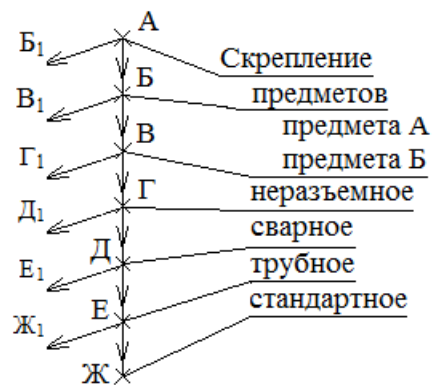 А
Б1
Скрепление
Б
предметов
В1
предмета А
В
предмета Б
Г1
Г
неразъемное
Д1
сварное
Д
Е1
трубное
Е
стандартное
Ж1
Ж